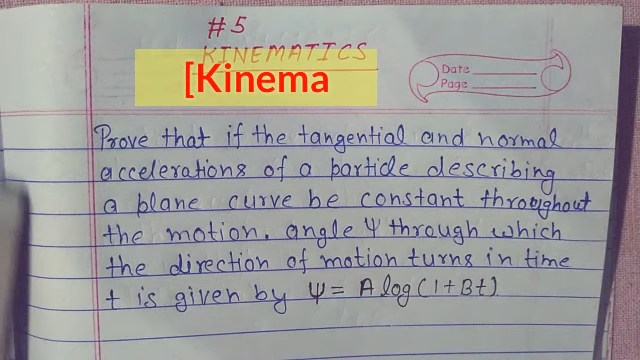 #5
KINEMATICS
[Kinema
Date
Page
Prove that if the tangential and normal
accelerations of a particle describing
a plane curve be constant throughout
the motion. angle ψ through which
the direction of motion turns in time
t is given by ψ = A log(1+Bt)